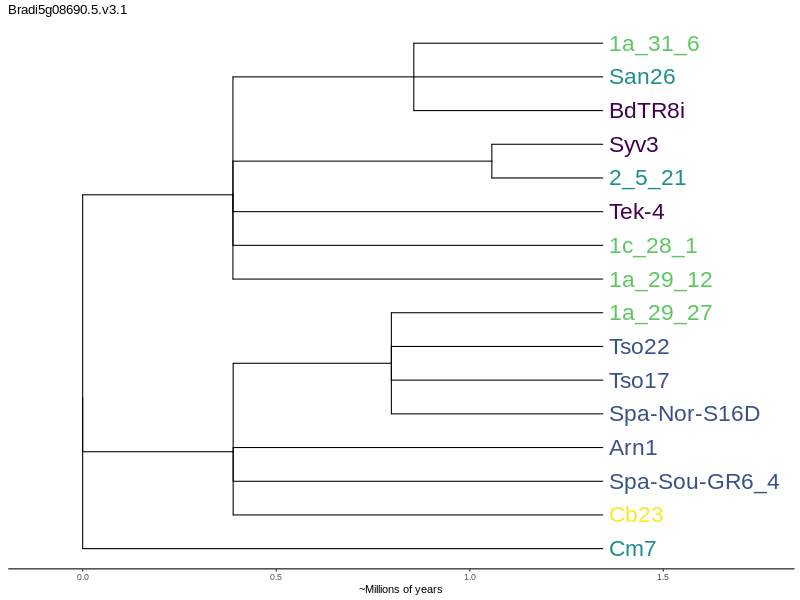 Bradi5g08690.5.v3.1
1a_31_6
San26
BdTR8i
Syv3
2_5_21
Tek-4
1c_28_1
1a_29_12
1a_29_27
Tso22
Tso17
Spa-Nor-S16D
Arn1
Spa-Sou-GR6_4
Cb23
Cm7
0.0 0.5 1.0 1.5
~Millions of years